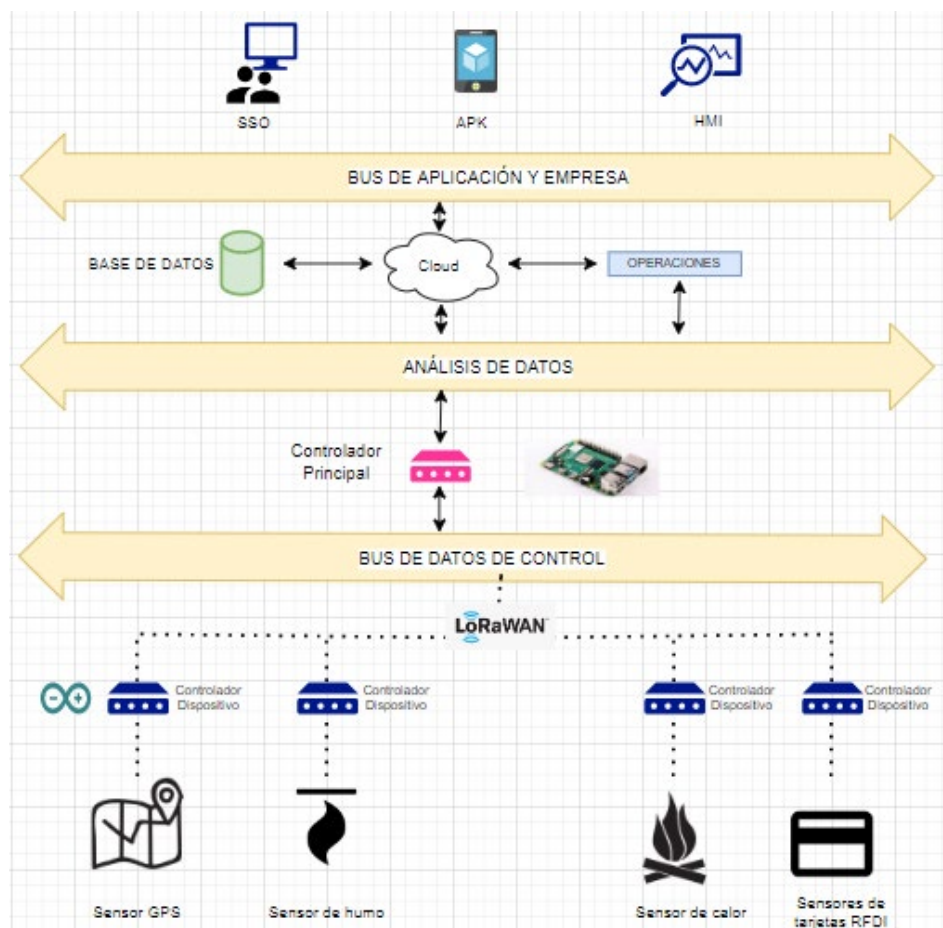 SSO
APK
HMI
BUS DE APLICACIÓN Y EMPRESA
BASE DE DATOS
Cloud
OPERACIONES
ANÁLISIS DE DATOS
Controlador
Principal
BUS DE DATOS DE CONTROL
LoRaWAN
Controlador
Dispositivo
Controlador
Dispositivo
Controlador
Dispositivo
Controlador
Dispositivo
Sensor GPS
Sensor de humo
Sensor de calor
Sensores de
tarjetas RFDI